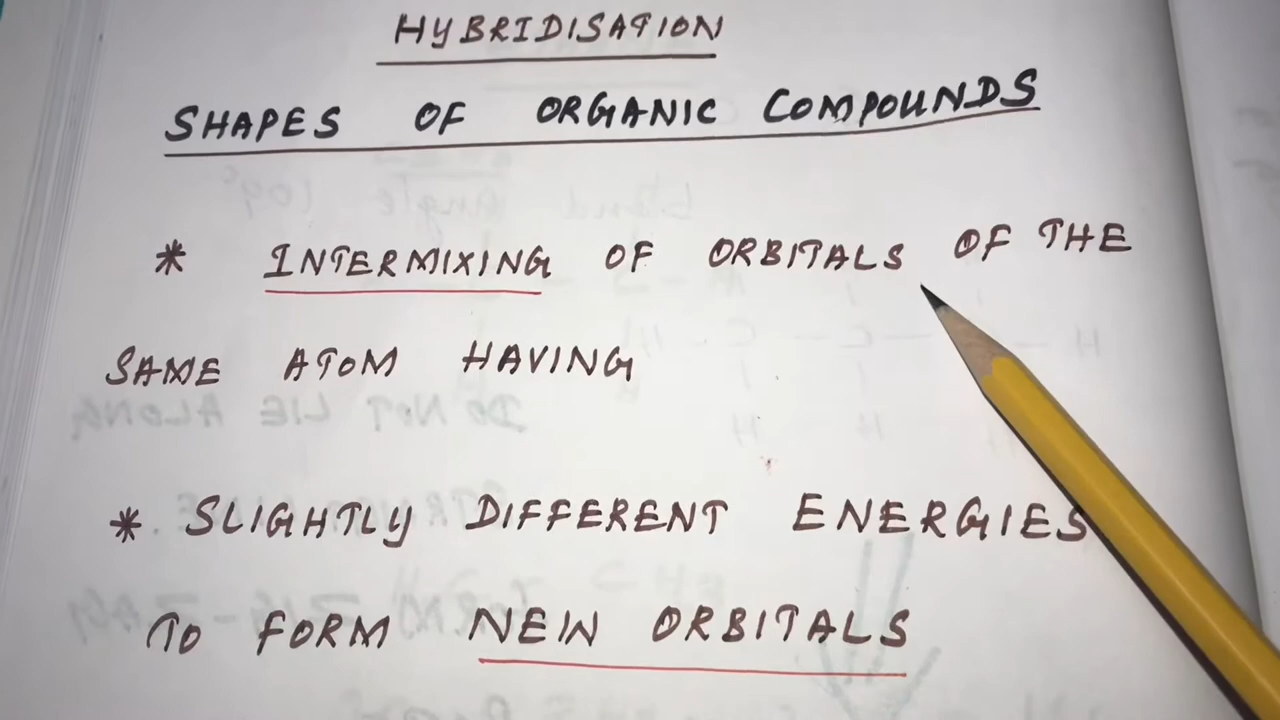 HYBRIDISATION
SHAPES OF ORGANIC COMPOUNDS
* INTERMIXING OF ORBITALS OF THE
SAME ATOM HAVING
* SLIGHTLY DIFFERENT ENERGIES
TO FORM NEW ORBITALS